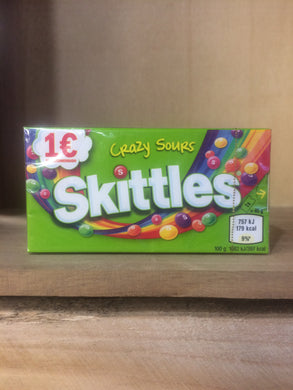 1€
Crazy Sours
Skittles
757 kJ
179 kcal
9%*